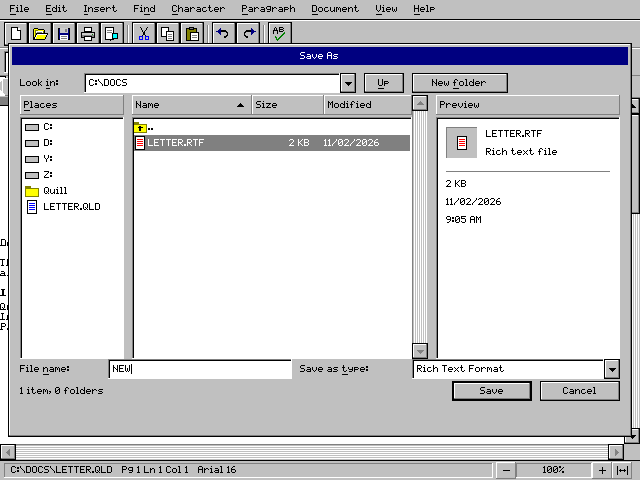 File Edit Insert Find Character Paragraph Document View Help
Save As
Look in: C:\DOCS Up New folder
Places Name Size Modified Preview
C:
D:
Y:
Z:
Quill
LETTER.QLD
..
LETTER.RTF 2 KB 11/02/2026
LETTER.RTF
Rich text file
2 KB
11/02/2026
9:05 AM
File name: NEW Save as type: Rich Text Format
1 item, 0 folders Save Cancel
C:\DOCS\LETTER.QLD Pg 1 Ln 1 Col 1 Arial 16 100%